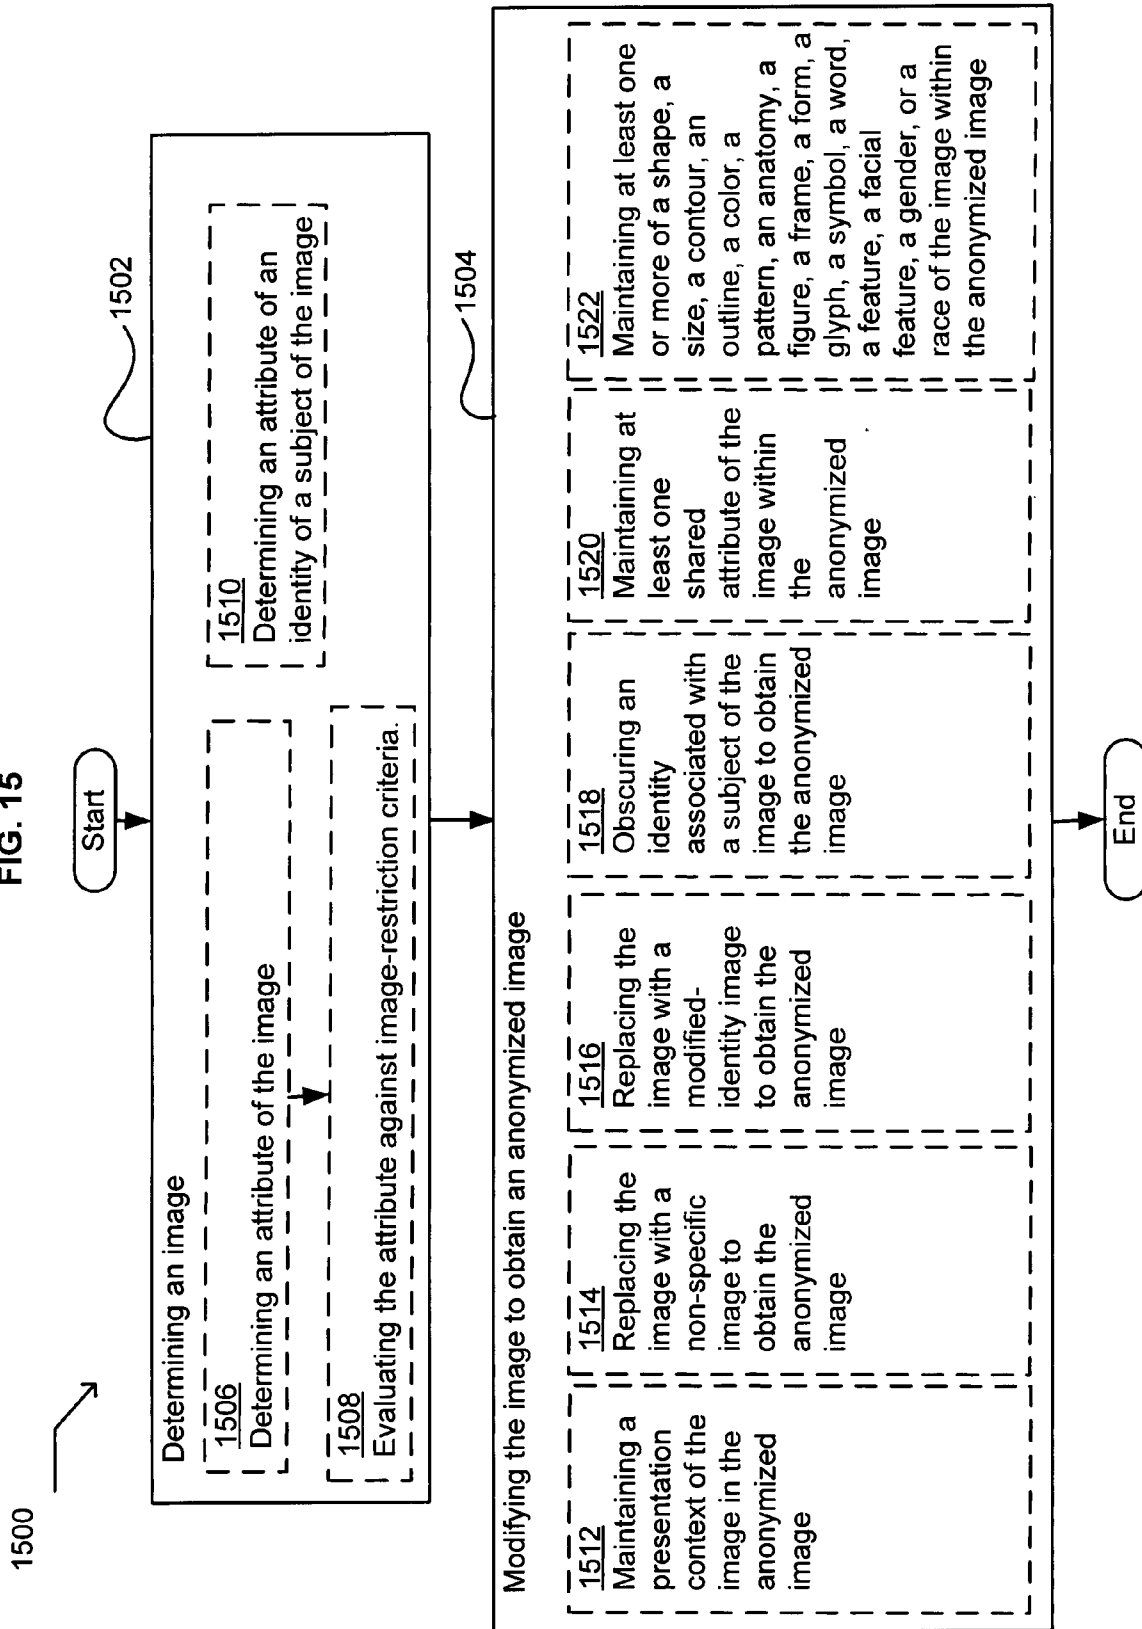 FIG. 15
1500
Start
1502
Determining an image
1506
Determining an attribute of the image
1508
Evaluating the attribute against image-restriction criteria.
1510
Determining an attribute of an
identity of a subject of the image
1504
Modifying the image to obtain an anonymized image
1512
Maintaining a
presentation
context of the
image in the
anonymized
image
1514
Replacing the
image with a
non-specific
image to
obtain the
anonymized
image
1516
Replacing the
image with a
modified-
identity image
to obtain the
anonymized
image
1518
Obscuring an
identity
associated with
a subject of the
image to obtain
the anonymized
image
1520
Maintaining at
least one
shared
attribute of the
image within
the
anonymized
image
1522
Maintaining at least one
or more of a shape, a
size, a contour, an
outline, a color, a
pattern, an anatomy, a
figure, a frame, a form, a
glyph, a symbol, a word,
a feature, a facial
feature, a gender, or a
race of the image within
the anonymized image
End